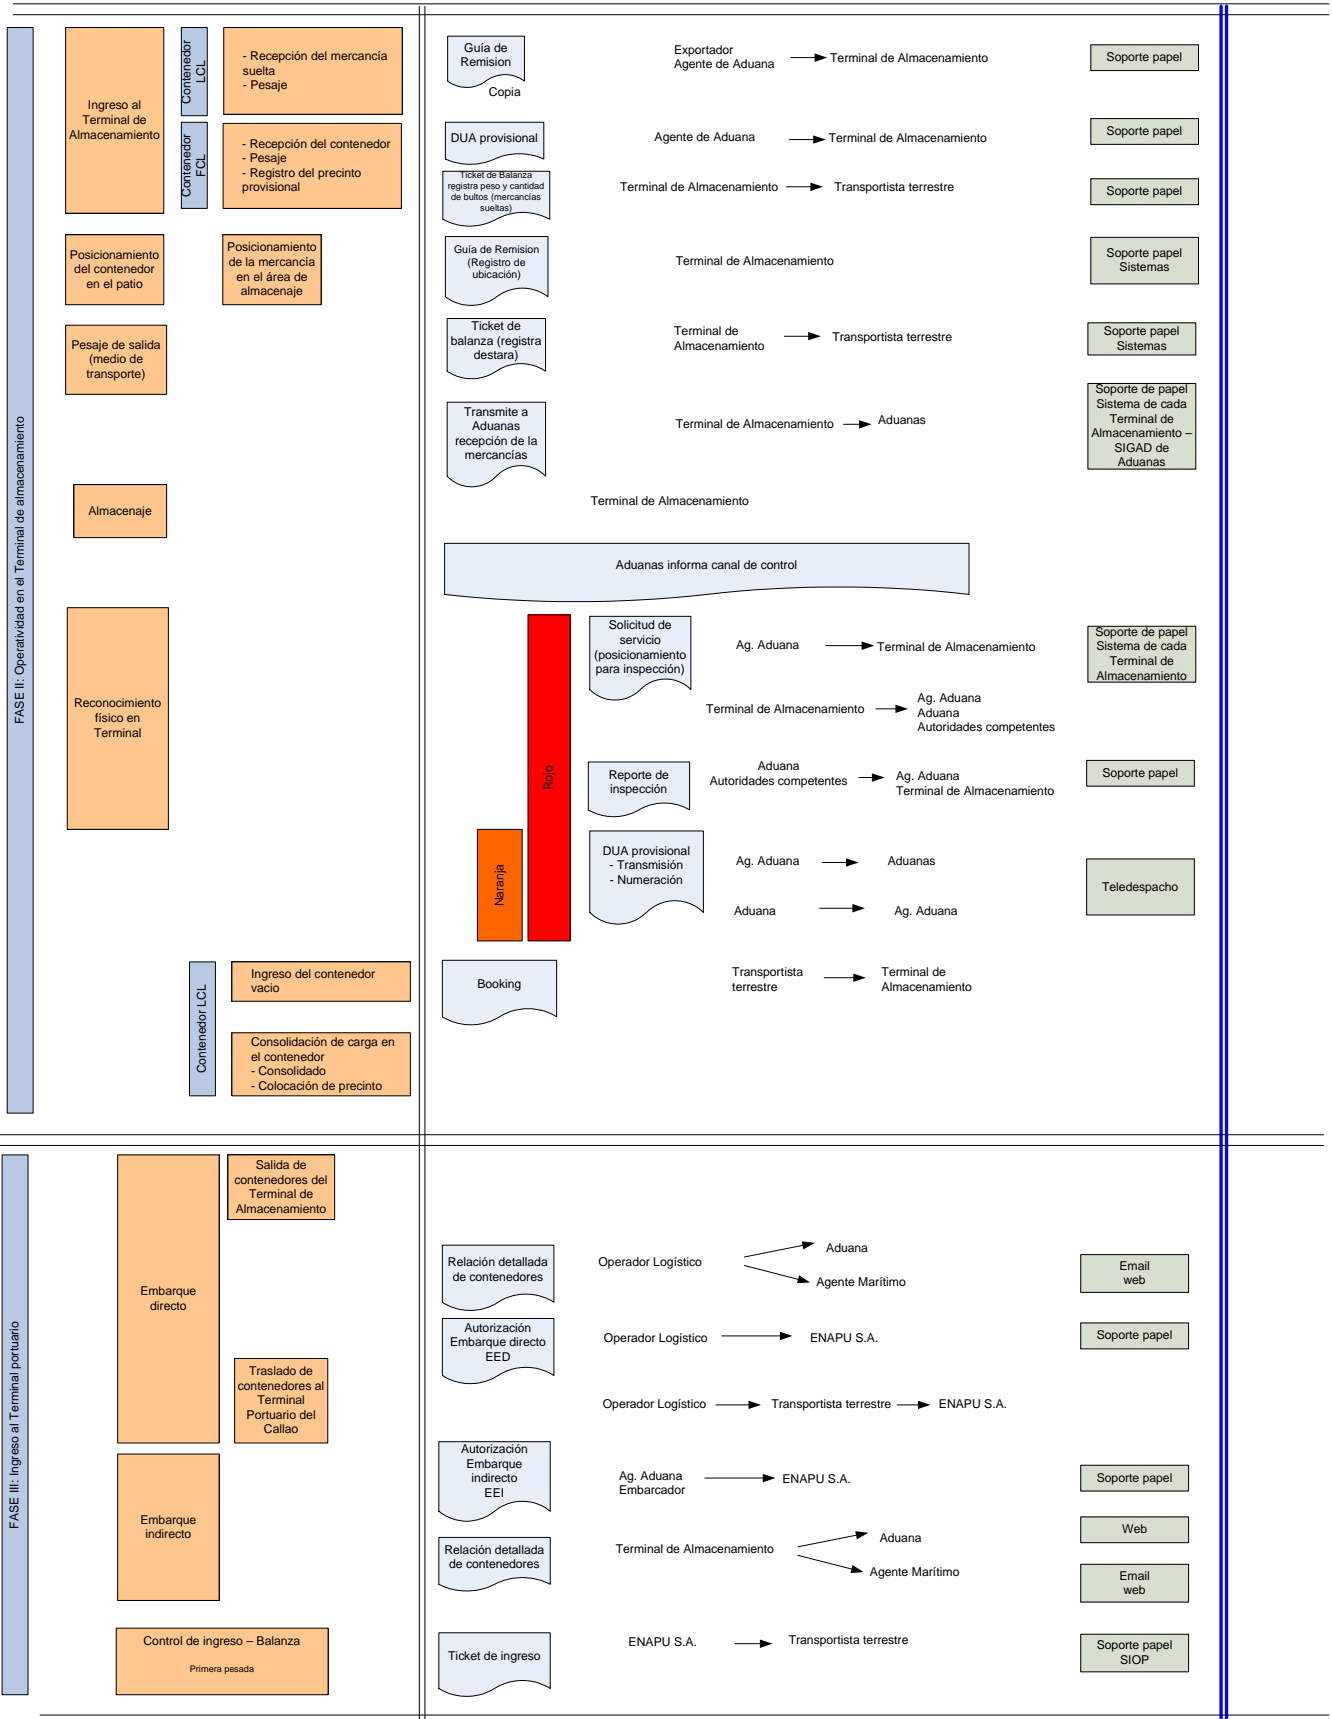 FASE II: Operatividad en el Terminal de almacenamiento
Ingreso al
Terminal de
Almacenamiento
Contenedor
LCL
- Recepción del mercancía
suelta
- Pesaje
Contenedor
FCL
- Recepción del contenedor
- Pesaje
- Registro del precinto
provisional
Guía de
Remision
Copia
Exportador
Agente de Aduana
Terminal de Almacenamiento
Soporte papel
DUA provisional
Agente de Aduana
Terminal de Almacenamiento
Soporte papel
Ticket de Balanza
registra peso y cantidad
de bultos (mercancías
sueltas)
Terminal de Almacenamiento
Transportista terrestre
Soporte papel
Posicionamiento
del contenedor
en el patio
Posicionamiento
de la mercancía
en el área de
almacenaje
Guía de Remision
(Registro de
ubicación)
Terminal de Almacenamiento
Soporte papel
Sistemas
Pesaje de salida
(medio de
transporte)
Ticket de
balanza (registra
destara)
Terminal de
Almacenamiento
Transportista terrestre
Soporte papel
Sistemas
Transmite a
Aduanas
recepción de la
mercancías
Terminal de Almacenamiento
Aduanas
Soporte de papel
Sistema de cada
Terminal de
Almacenamiento –
SIGAD de
Aduanas
Almacenaje
Terminal de Almacenamiento
Aduanas informa canal de control
Reconocimiento
físico en
Terminal
Rojo
Naranja
Solicitud de
servicio
(posicionamiento
para inspección)
Ag. Aduana
Terminal de Almacenamiento
Soporte de papel
Sistema de cada
Terminal de
Almacenamiento
Terminal de Almacenamiento
Ag. Aduana
Aduana
Autoridades competentes
Reporte de
inspección
Aduana
Autoridades competentes
Ag. Aduana
Terminal de Almacenamiento
Soporte papel
DUA provisional
- Transmisión
- Numeración
Ag. Aduana
Aduanas
Aduana
Ag. Aduana
Teledespacho
Contenedor LCL
Ingreso del contenedor
vacio
Booking
Transportista
terrestre
Terminal de
Almacenamiento
Consolidación de carga en
el contenedor
- Consolidado
- Colocación de precinto
FASE III: Ingreso al Terminal portuario
Embarque
directo
Salida de
contenedores del
Terminal de
Almacenamiento
Relación detallada
de contenedores
Operador Logístico
Aduana
Agente Marítimo
Email
web
Autorización
Embarque directo
EED
Operador Logístico
ENAPU S.A.
Soporte papel
Traslado de
contenedores al
Terminal
Portuario del
Callao
Operador Logístico
Transportista terrestre
ENAPU S.A.
Embarque
indirecto
Autorización
Embarque
indirecto
EEI
Ag. Aduana
Embarcador
ENAPU S.A.
Soporte papel
Relación detallada
de contenedores
Terminal de Almacenamiento
Aduana
Agente Marítimo
Web
Email
web
Control de ingreso – Balanza
Primera pesada
Ticket de ingreso
ENAPU S.A.
Transportista terrestre
Soporte papel
SIOP